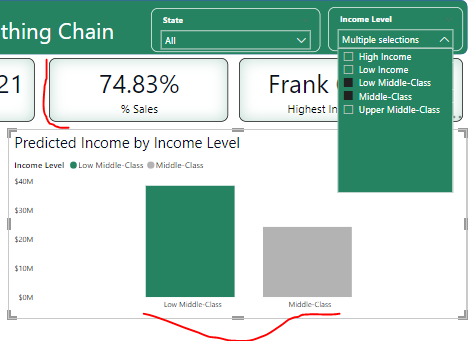 thing Chain
State
All
Income Level
Multiple selections
High Income
Low Income
Low Middle-Class
Middle-Class
Upper Middle-Class
21
74.83%
% Sales
Frank
Highest In
Predicted Income by Income Level
Income Level Low Middle-Class Middle-Class
$40M
$30M
$20M
$10M
$0M
Low Middle-Class
Middle-Class